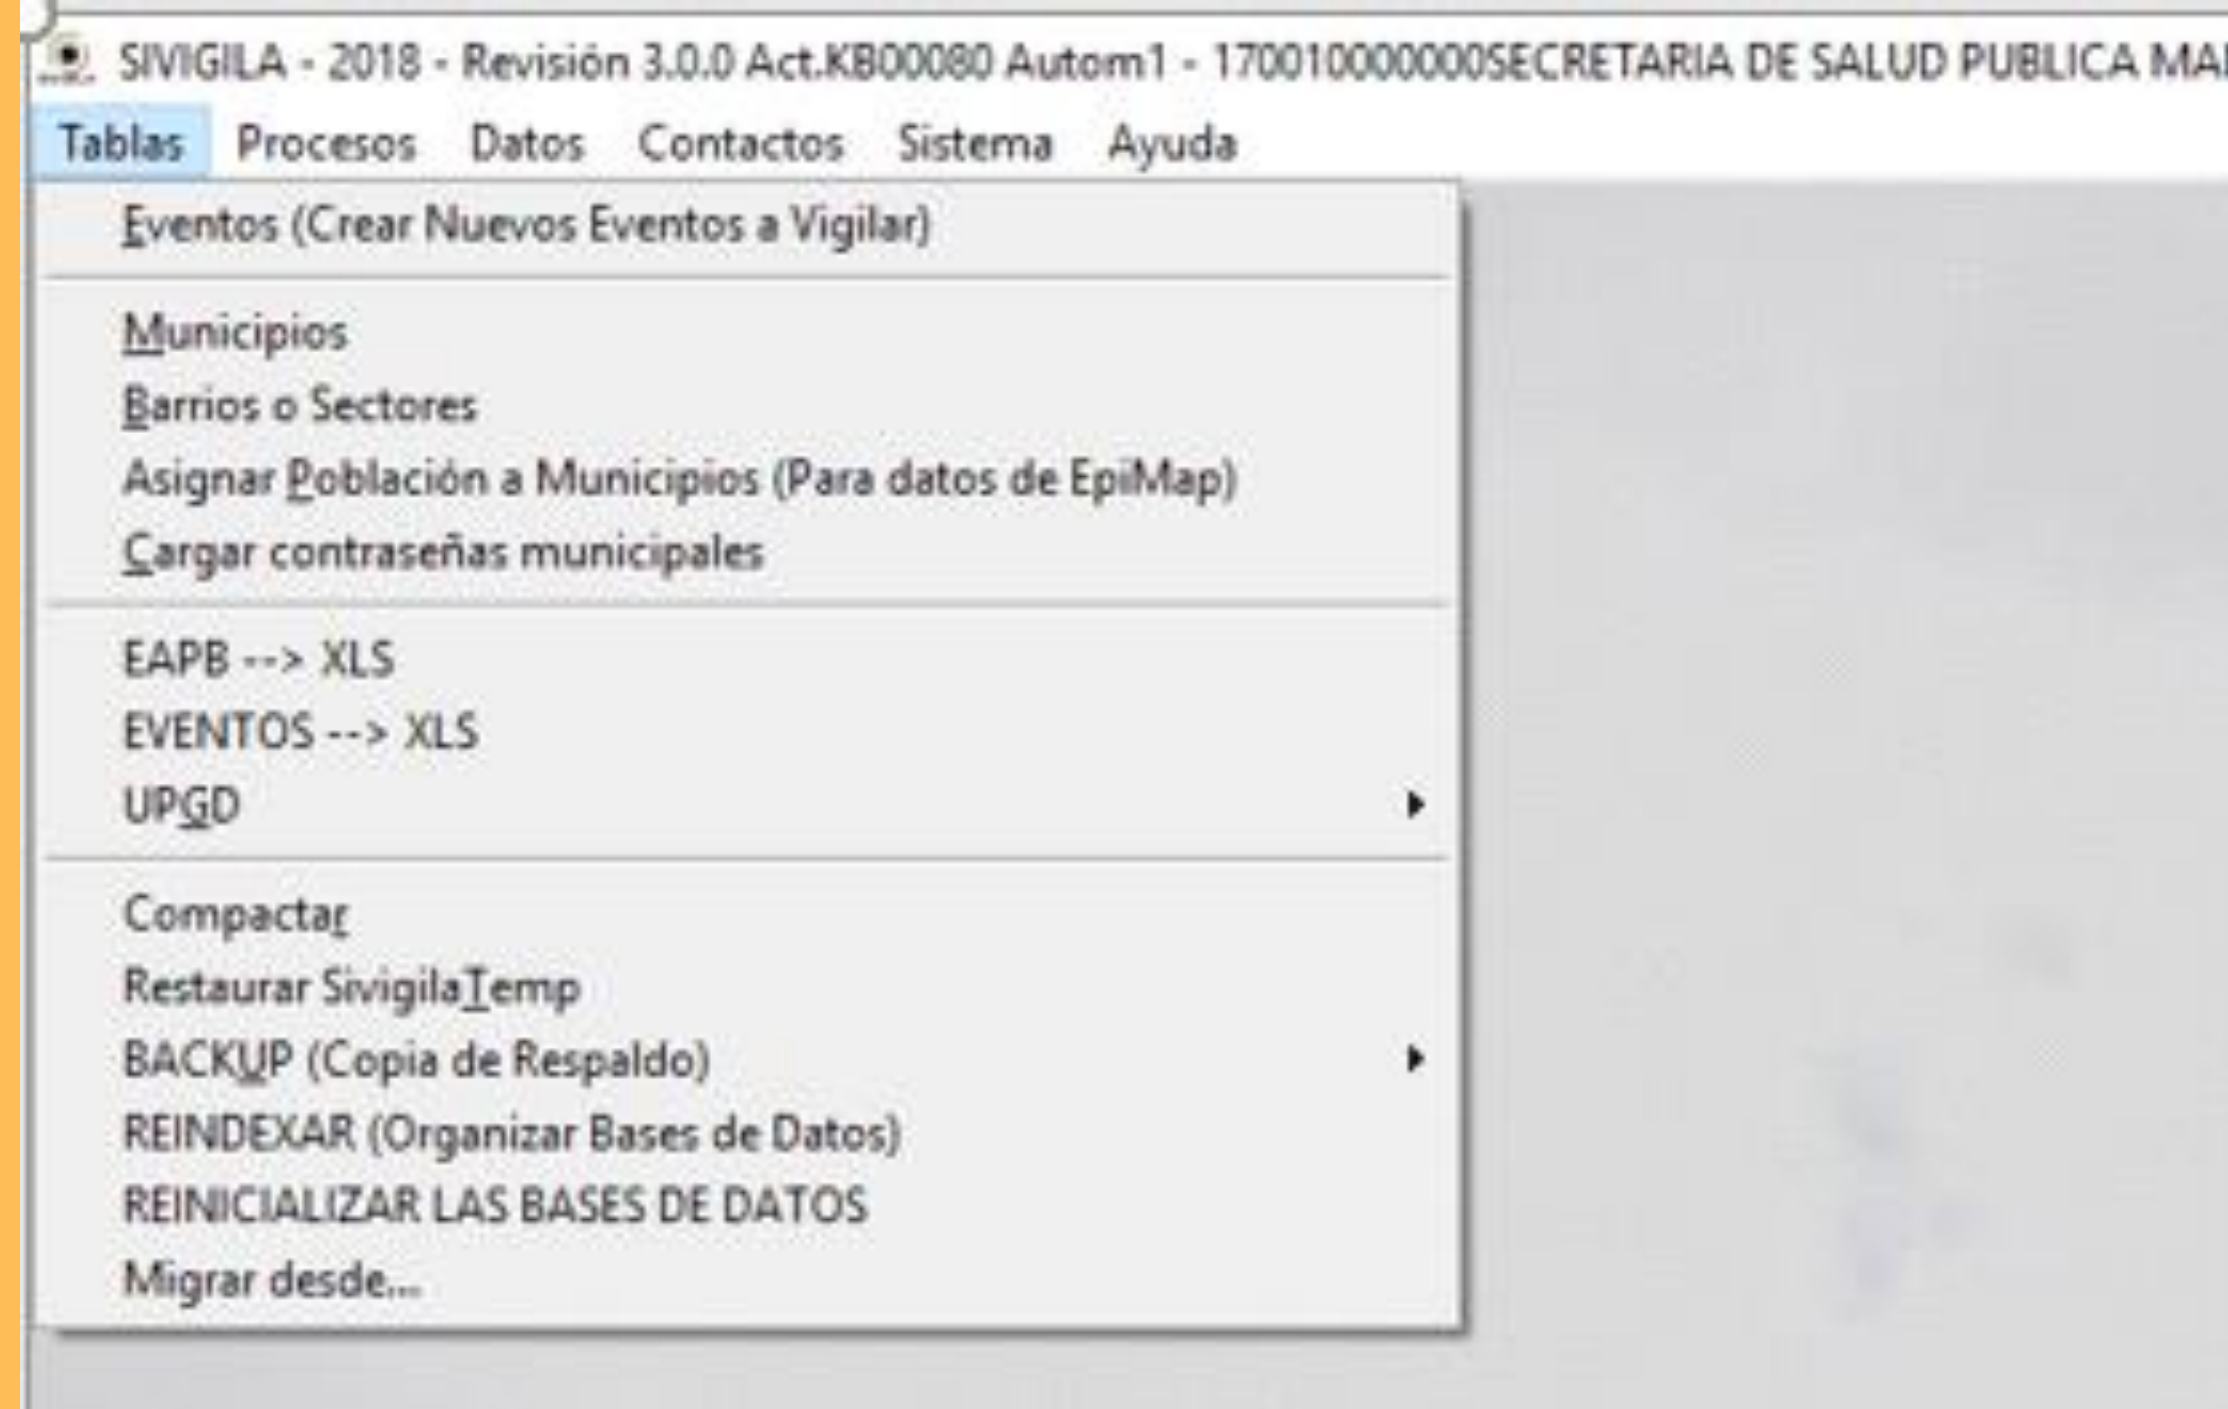 SIVIGILA - 2018 - Revisión 3.0.0 Act.KB00080 Autom1 - 170010000000SECRETARIA DE SALUD PUBLICA
Tablas Procesos Datos Contactos Sistema Ayuda
Eventos (Crear Nuevos Eventos a Vigilar)
Municipios
Barrios o Sectores
Asignar Población a Municipios (Para datos de EpiMap)
Cargar contraseñas municipales
EAPB --> XLS
EVENTOS --> XLS
UPGD
Compactar
Restaurar SivigilaTemp
BACKUP (Copia de Respaldo)
REINDEXAR (Organizar Bases de Datos)
REINICIALIZAR LAS BASES DE DATOS
Migrar desde...